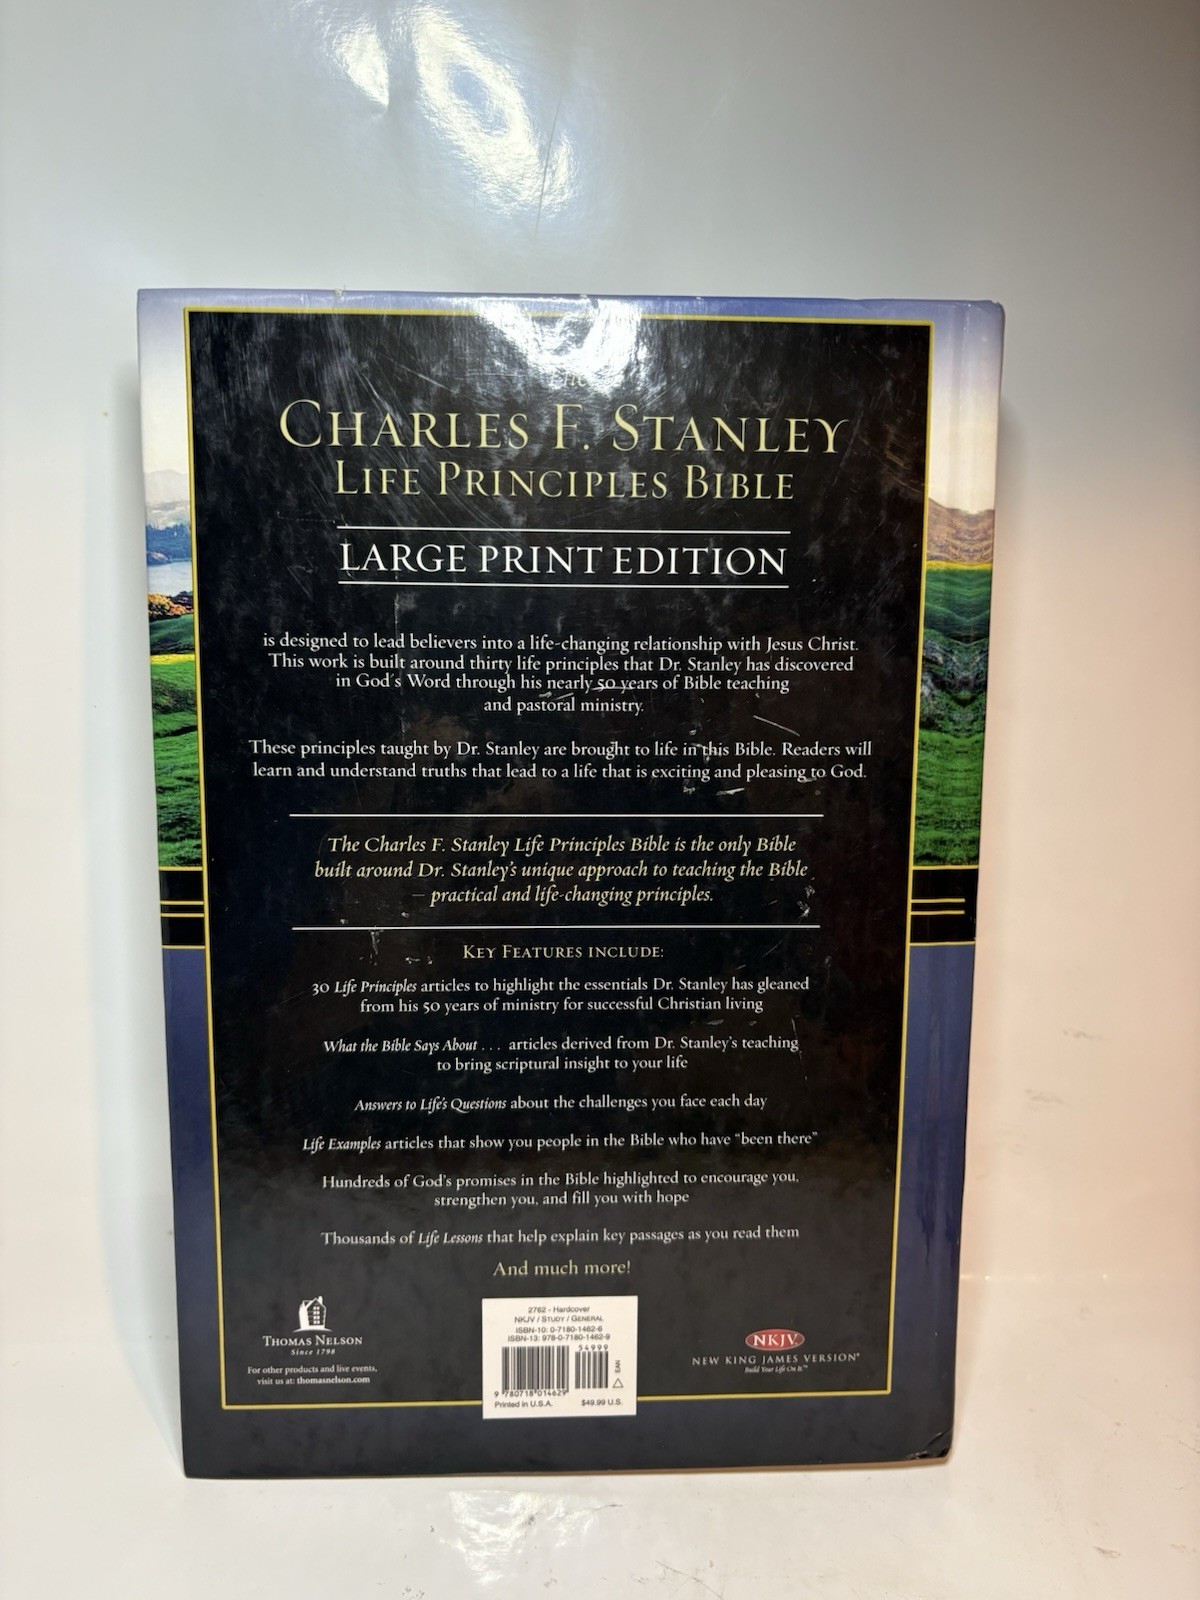 The
CHARLES F. STANLEY
LIFE PRINCIPLES BIBLE
LARGE PRINT EDITION
is designed to lead believers into a life-changing relationship with Jesus Christ.
This work is built around thirty life principles that Dr. Stanley has discovered
in God's Word through his nearly 50 years of Bible teaching
and pastoral ministry.
These principles taught by Dr. Stanley are brought to life in this Bible. Readers will
learn and understand truths that lead to a life that is exciting and pleasing to God.
The Charles F. Stanley Life Principles Bible is the only Bible
built around Dr. Stanley's unique approach to teaching the Bible
– practical and life-changing principles.
KEY FEATURES INCLUDE:
30 Life Principles articles to highlight the essentials Dr. Stanley has gleaned
from his 50 years of ministry for successful Christian living
What the Bible Says About . . . articles derived from Dr. Stanley's teaching
to bring scriptural insight to your life
Answers to Life's Questions about the challenges you face each day
Life Examples articles that show you people in the Bible who have "been there"
Hundreds of God's promises in the Bible highlighted to encourage you,
strengthen you, and fill you with hope
Thousands of Life Lessons that help explain key passages as you read them
And much more!
THOMAS NELSON
Since 1798
For other products and live events,
visit us at: thomasnelson.com
2762 - Hardcover
NKJV / STUDY / GENERAL
ISBN-10: 0-7180-1462-6
ISBN-13: 978-0-7180-1462-9
54999
EAN
9 780718 014629
Printed in U.S.A. $49.99 U.S.
NKJV
NEW KING JAMES VERSION®
Build Your Life On It™